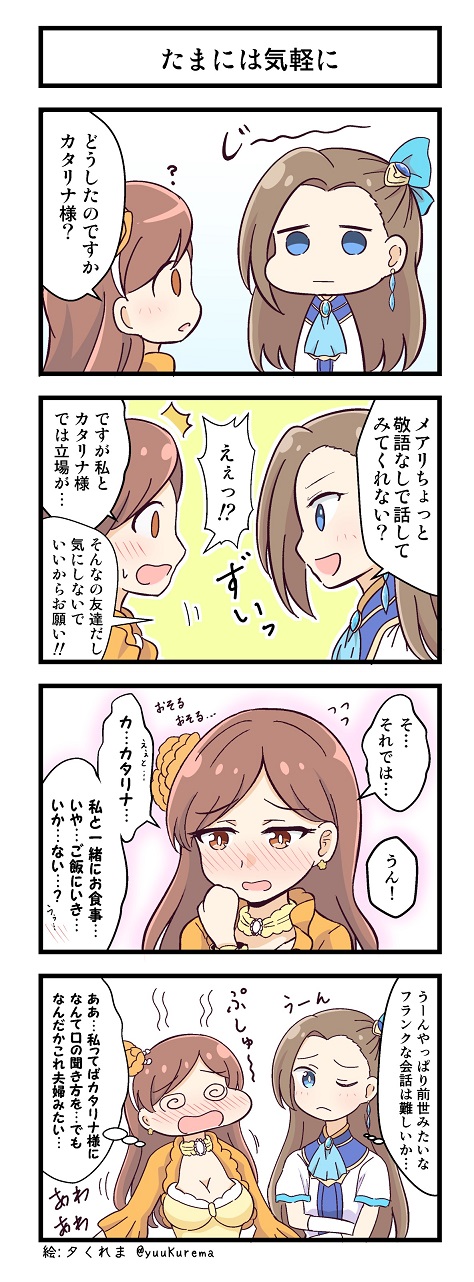 たまには気軽に
じ〜
どうしたのですか
カタリナ様?
?
メアリちょっと
敬語なしで話して
みてくれない?
えぇっ!?
ずいっ
ですが私と
カタリナ様
では立場が…
そんなの友達だし
気にしないで
いいからお願い!!
そ…
それでは…
うん!
おそる
おそる…
カ…カタリナ…
ええと…
私と一緒にお食事…
いや…ご飯にいき…
いか…ない…?
うーんやっぱり前世みたいな
フランクな会話は難しいか…
うーん
ぷしゅ〜
ああ…私ってばカタリナ様に
なんて口の聞き方を…でも
なんだかこれ夫婦みたい…
あわ
あわ
絵:夕くれま @yuuKurema